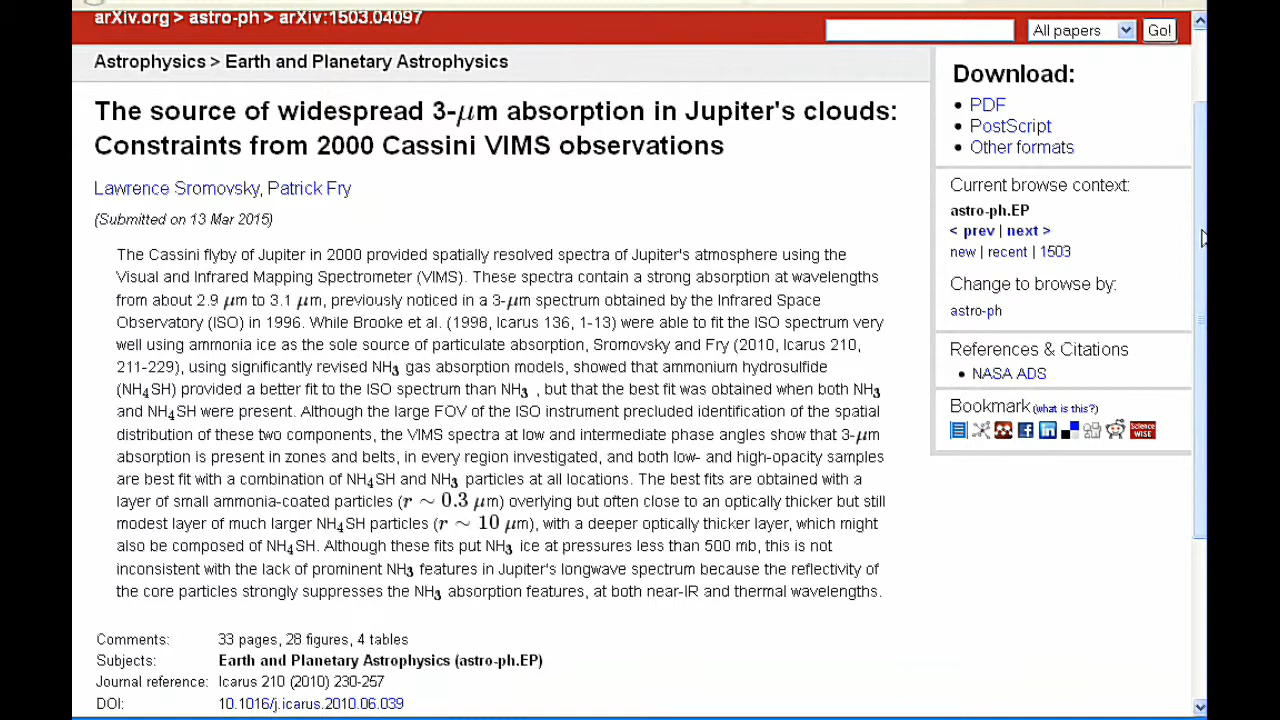 arXiv.org > astro-ph > arXiv:1503.04097
All papers
Go!
Astrophysics > Earth and Planetary Astrophysics
The source of widespread 3-μm absorption in Jupiter's clouds:
Constraints from 2000 Cassini VIMS observations
Lawrence Sromovsky, Patrick Fry
(Submitted on 13 Mar 2015)
The Cassini flyby of Jupiter in 2000 provided spatially resolved spectra of Jupiter's atmosphere using the
Visual and Infrared Mapping Spectrometer (VIMS). These spectra contain a strong absorption at wavelengths
from about 2.9 μm to 3.1 μm, previously noticed in a 3-μm spectrum obtained by the Infrared Space
Observatory (ISO) in 1996. While Brooke et al. (1998, Icarus 136, 1-13) were able to fit the ISO spectrum very
well using ammonia ice as the sole source of particulate absorption, Sromovsky and Fry (2010, Icarus 210,
211-229), using significantly revised NH₃ gas absorption models, showed that ammonium hydrosulfide
(NH₄SH) provided a better fit to the ISO spectrum than NH₃ , but that the best fit was obtained when both NH₃
and NH₄SH were present. Although the large FOV of the ISO instrument precluded identification of the spatial
distribution of these two components, the VIMS spectra at low and intermediate phase angles show that 3-μm
absorption is present in zones and belts, in every region investigated, and both low- and high-opacity samples
are best fit with a combination of NH₄SH and NH₃ particles at all locations. The best fits are obtained with a
layer of small ammonia-coated particles (r ∼ 0.3 μm) overlying but often close to an optically thicker but still
modest layer of much larger NH₄SH particles (r ∼ 10 μm), with a deeper optically thicker layer, which might
also be composed of NH₄SH. Although these fits put NH₃ ice at pressures less than 500 mb, this is not
inconsistent with the lack of prominent NH₃ features in Jupiter's longwave spectrum because the reflectivity of
the core particles strongly suppresses the NH₃ absorption features, at both near-IR and thermal wavelengths.
Comments: 33 pages, 28 figures, 4 tables
Subjects: Earth and Planetary Astrophysics (astro-ph.EP)
Journal reference: Icarus 210 (2010) 230-257
DOI: 10.1016/j.icarus.2010.06.039
Download:
• PDF
• PostScript
• Other formats
Current browse context:
astro-ph.EP
< prev | next >
new | recent | 1503
Change to browse by:
astro-ph
References & Citations
• NASA ADS
Bookmark (what is this?)
Science WISE